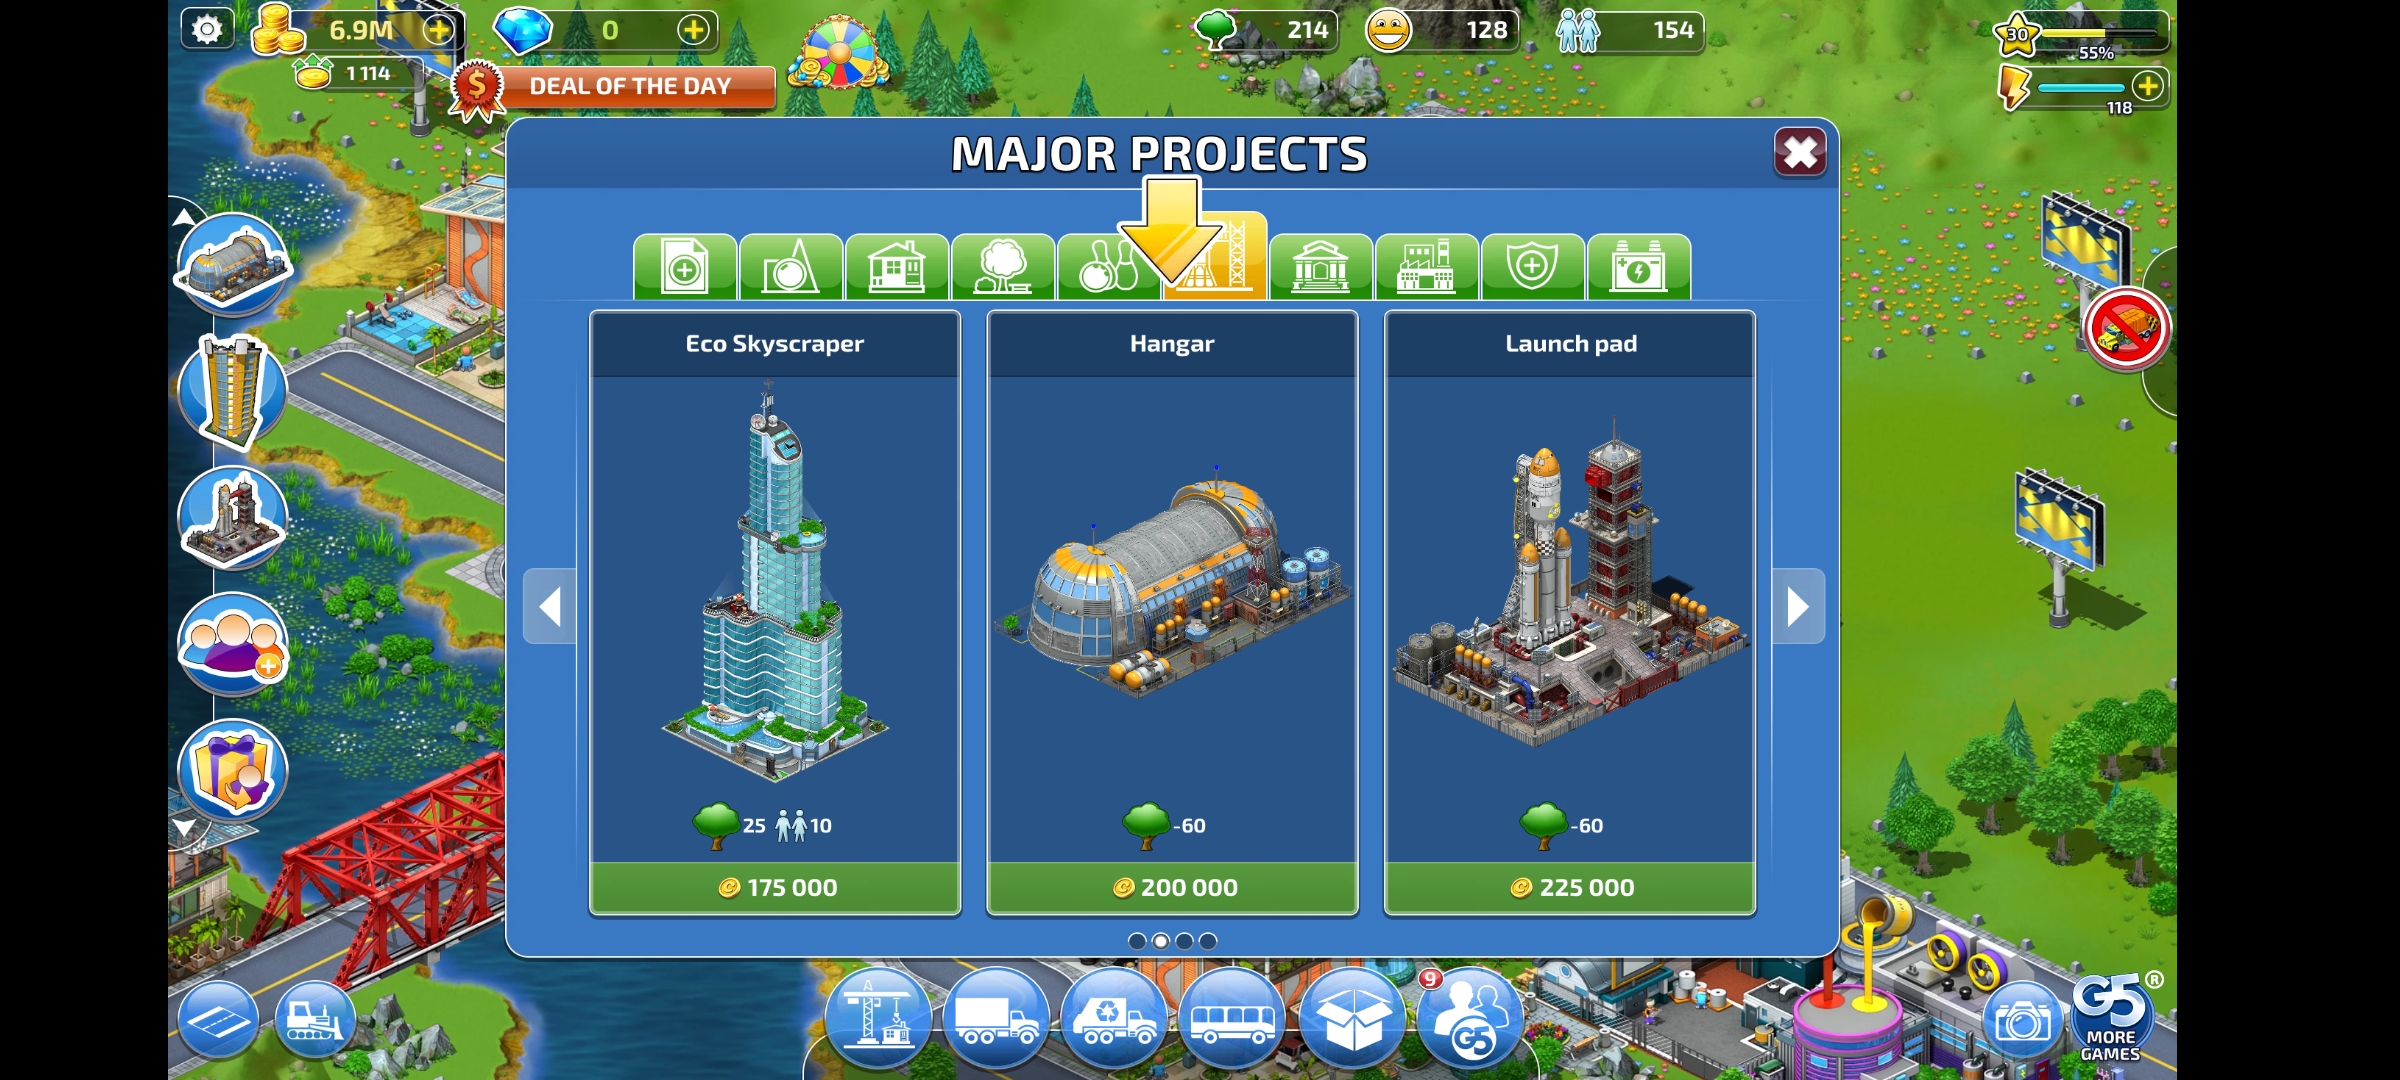 6.9M
0
214
128
154
30
55%
1 114
DEAL OF THE DAY
118
MAJOR PROJECTS
Eco Skyscraper
Hangar
Launch pad
25
10
-60
-60
175 000
200 000
225 000
9
G5
G5®
MORE
GAMES